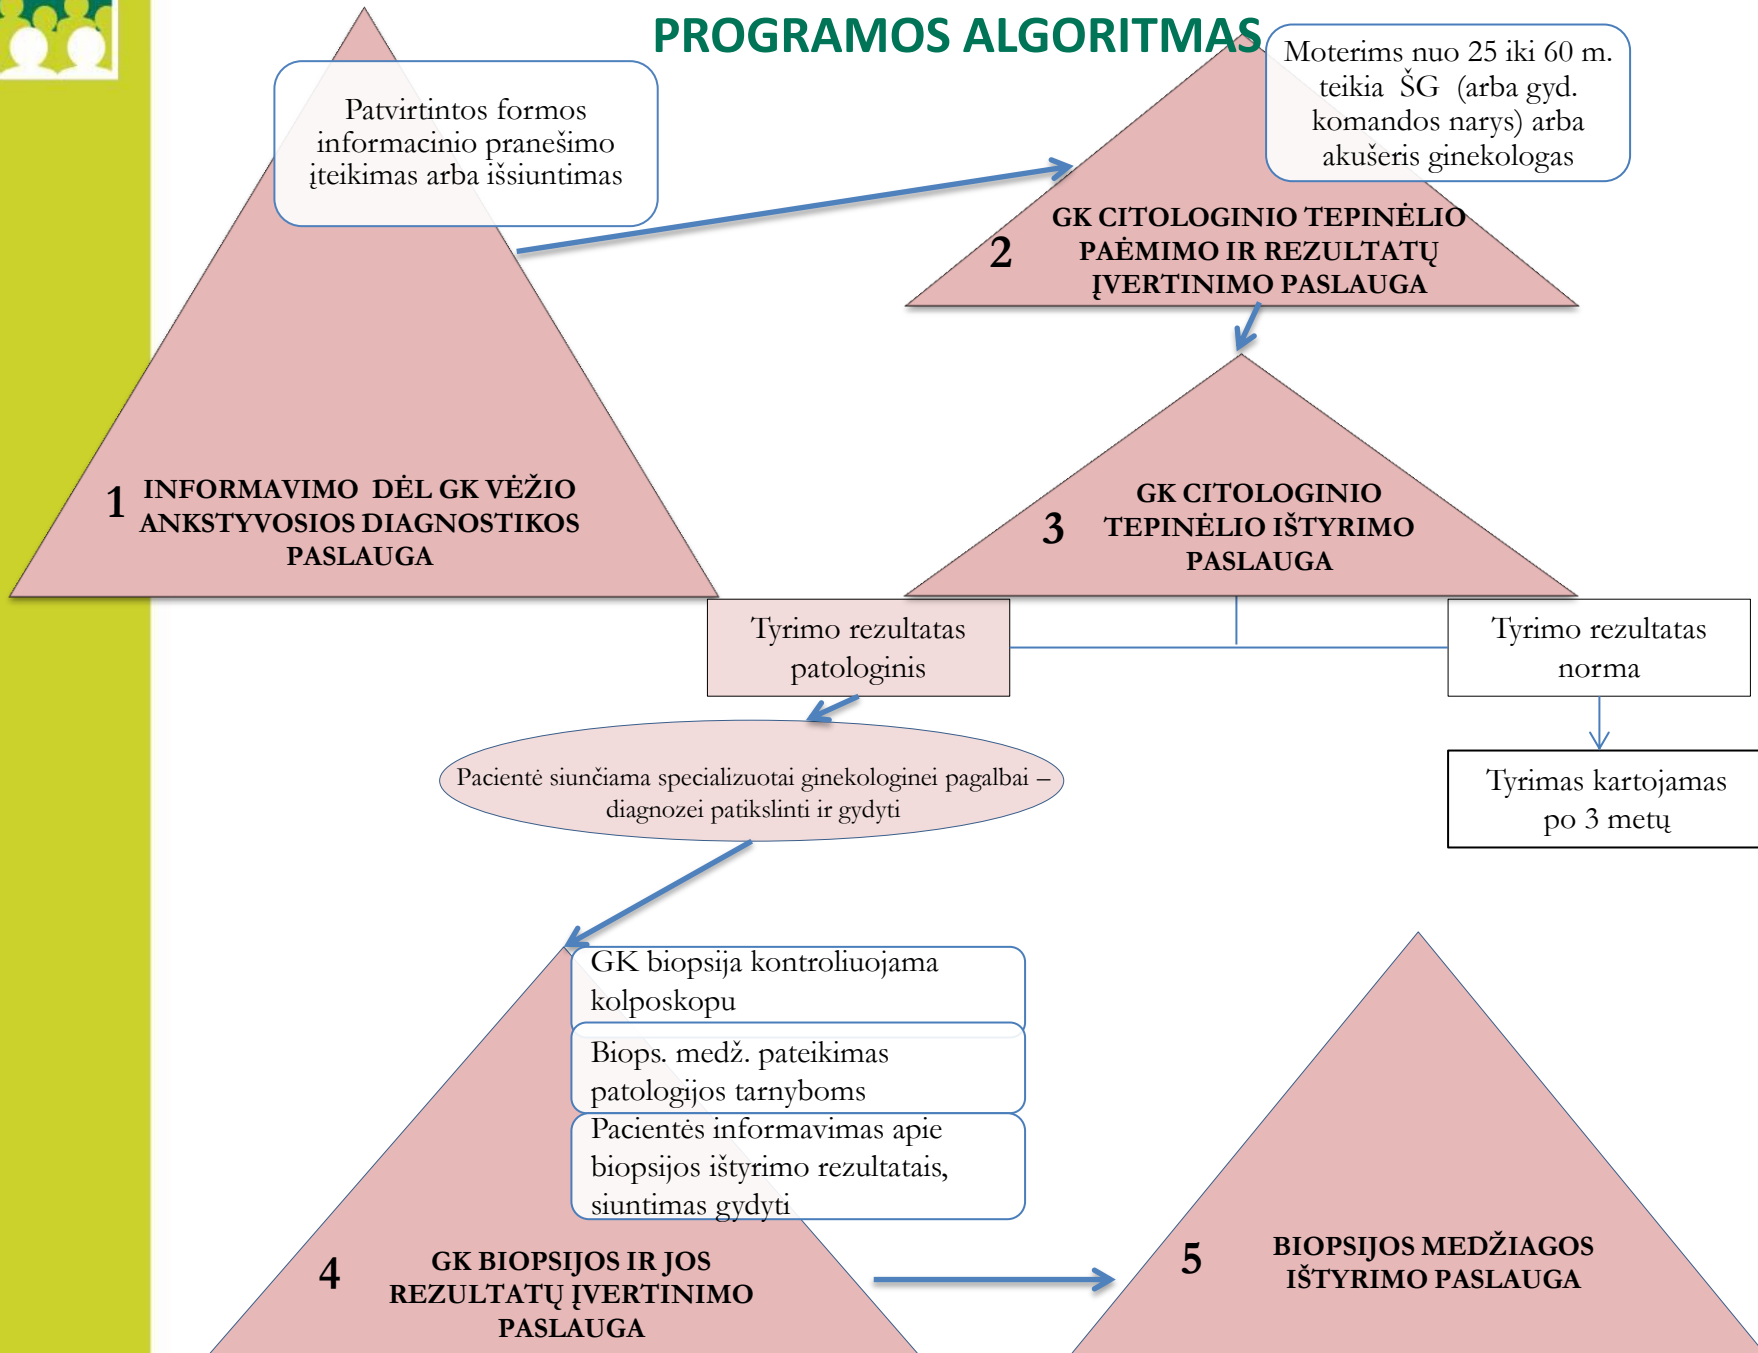 PROGRAMOS ALGORITMAS
Patvirtintos formos
informacinio pranešimo
įteikimas arba išsiuntimas
1
INFORMAVIMO DĖL GK VĖŽIO
ANKSTYVOSIOS DIAGNOSTIKOS
PASLAUGA
Moterims nuo 25 iki 60 m.
teikia ŠG (arba gyd.
komandos narys) arba
akušeris ginekologas
2
GK CITOLOGINIO TEPINĖLIO
PAĖMIMO IR REZULTATŲ
ĮVERTINIMO PASLAUGA
3
GK CITOLOGINIO
TEPINĖLIO IŠTYRIMO
PASLAUGA
Tyrimo rezultatas
patologinis
Tyrimo rezultatas
norma
Pacientė siunčiama specializuotai ginekologinei pagalbai –
diagnozei patikslinti ir gydyti
Tyrimas kartojamas
po 3 metų
GK biopsija kontroliuojama
kolposkopu
Biops. medž. pateikimas
patologijos tarnyboms
Pacientės informavimas apie
biopsijos ištyrimo rezultatais,
siuntimas gydyti
4
GK BIOPSIJOS IR JOS
REZULTATŲ ĮVERTINIMO
PASLAUGA
5
BIOPSIJOS MEDŽIAGOS
IŠTYRIMO PASLAUGA